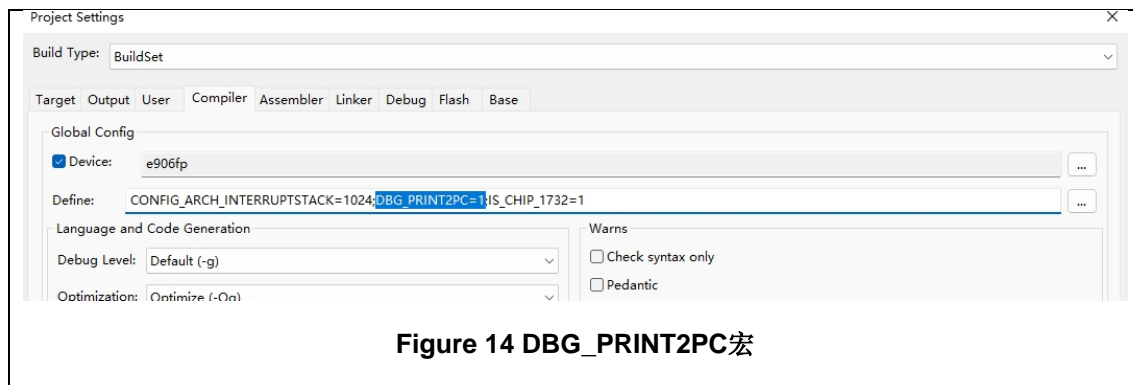 Project Settings
Build Type: BuildSet
Target Output User Compiler Assembler Linker Debug Flash Base
Global Config
Device: e906fp ...
Define: CONFIG_ARCH_INTERRUPTSTACK=1024;DBG_PRINT2PC=1;IS_CHIP_1732=1 ...
Language and Code Generation Warns
Debug Level: Default (-g) Check syntax only
Pedantic
Optimization: Optimize (-Og)
Figure 14 DBG_PRINT2PC宏